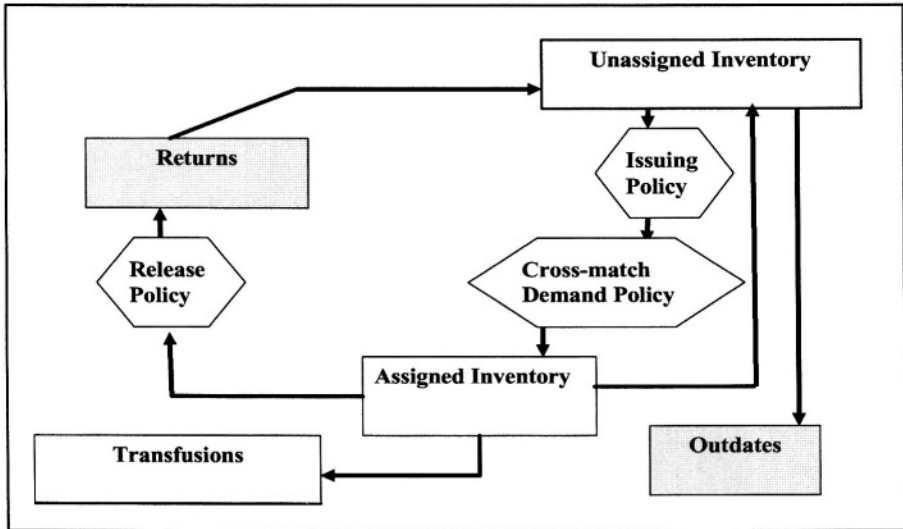 Unassigned Inventory
Returns
Issuing
Policy
Release
Policy
Cross-match
Demand Policy
Assigned Inventory
Transfusions
Outdates